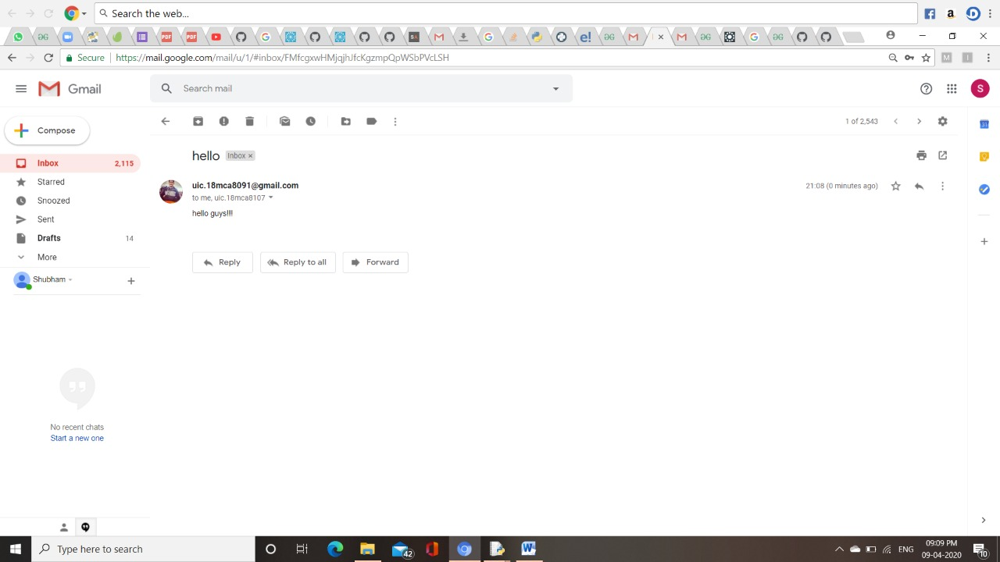 Search the web...
Secure https://mail.google.com/mail/u/1/#inbox/FMfcgxwHMjqjhJfcKgzmpQpWSbPVcLSH
Gmail
Search mail
S
Compose
1 of 2,543
Inbox 2,115
hello Inbox ×
Starred
uic.18mca8091@gmail.com 21:08 (0 minutes ago)
to me, uic.18mca8107
Snoozed
hello guys!!!
Sent
Drafts 14
More
Reply Reply to all Forward
Shubham
No recent chats
Start a new one
Type here to search
42
ENG
09:09 PM
09-04-2020